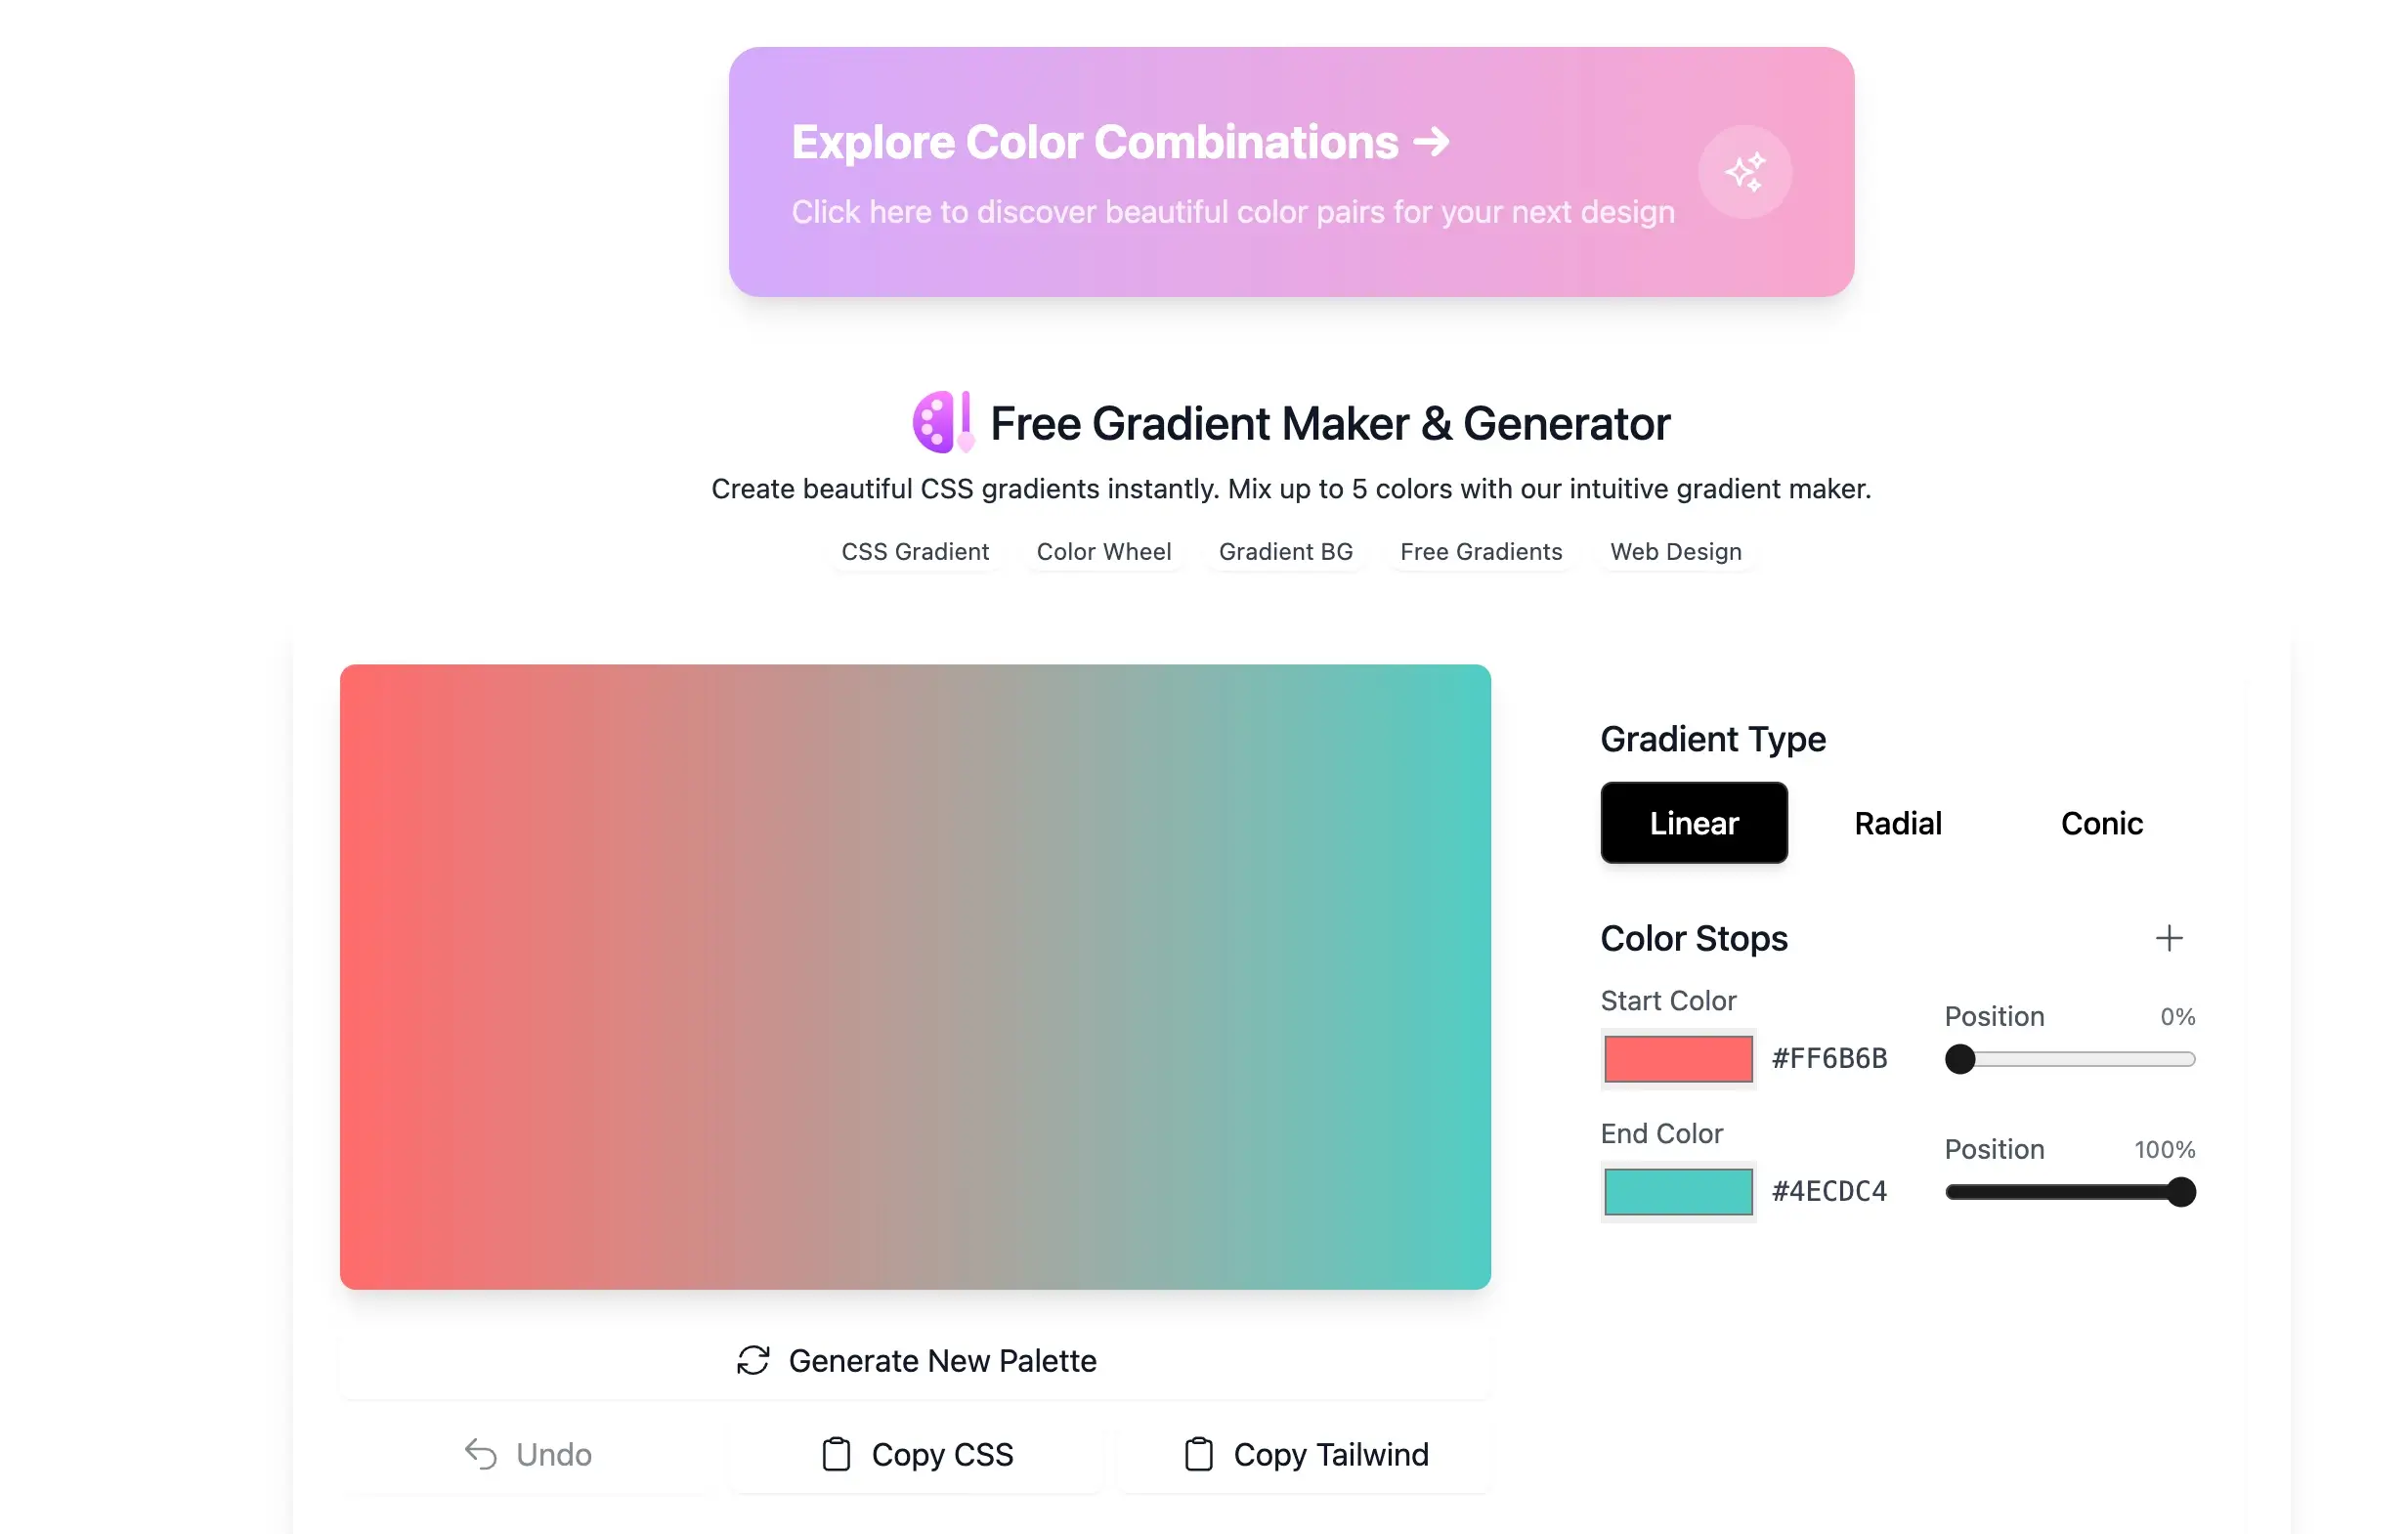 Explore Color Combinations →
Click here to discover beautiful color pairs for your next design
Free Gradient Maker & Generator
Create beautiful CSS gradients instantly. Mix up to 5 colors with our intuitive gradient maker.
CSS Gradient Color Wheel Gradient BG Free Gradients Web Design
Gradient Type
Linear Radial Conic
Color Stops
Start Color
Position 0%
#FF6B6B
End Color
Position 100%
#4ECDC4
Generate New Palette
Undo Copy CSS Copy Tailwind